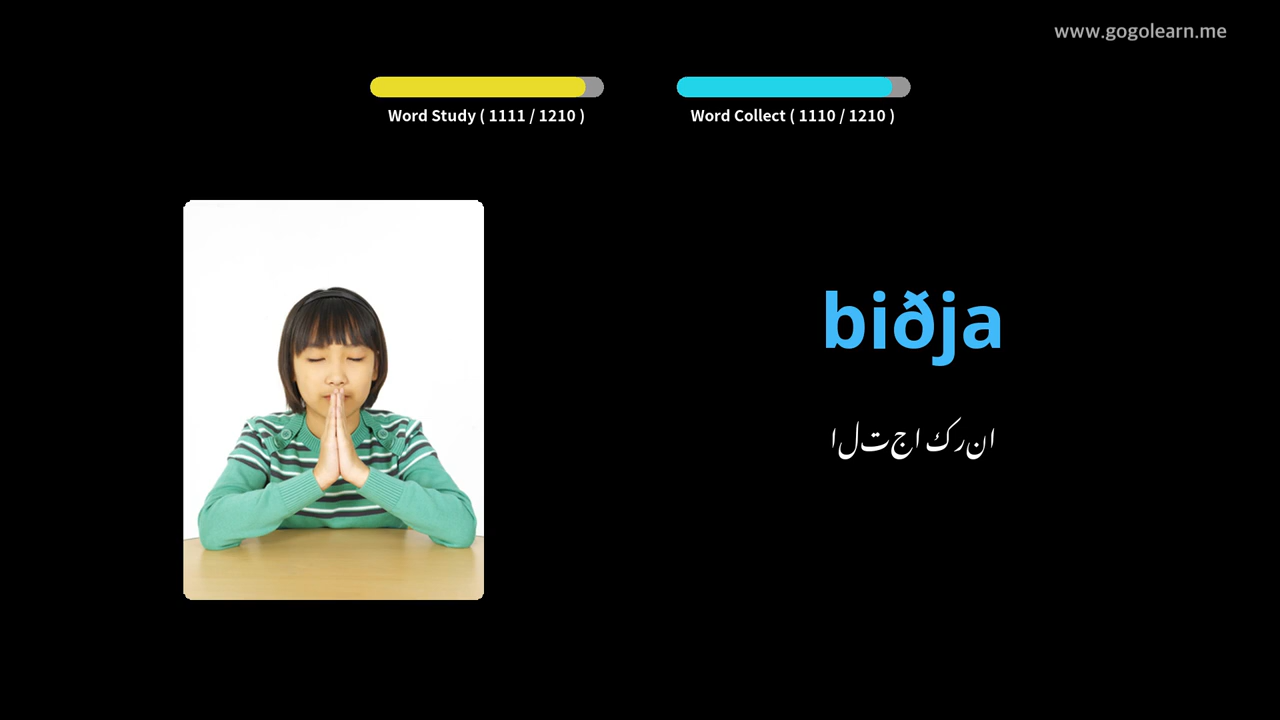 www.gogolearn.me
Word Study ( 1111 / 1210 )
Word Collect ( 1110 / 1210 )
biðja
التجا کرنا